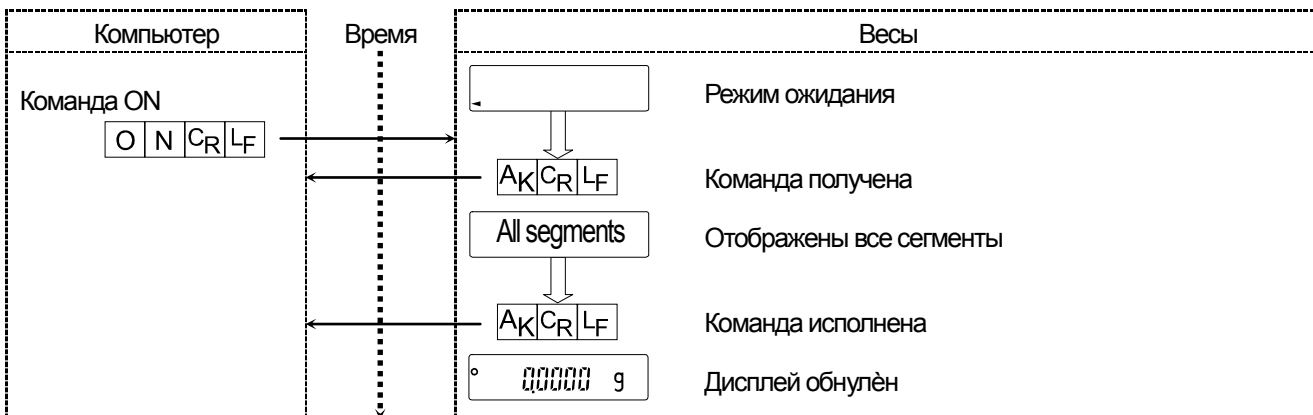 Компьютер Время Весы
Режим ожидания
Команда ON
O N CR LF
AK CR LF Команда получена
All segments Отображены все сегменты
AK CR LF Команда исполнена
0.0000 g Дисплей обнулѐн